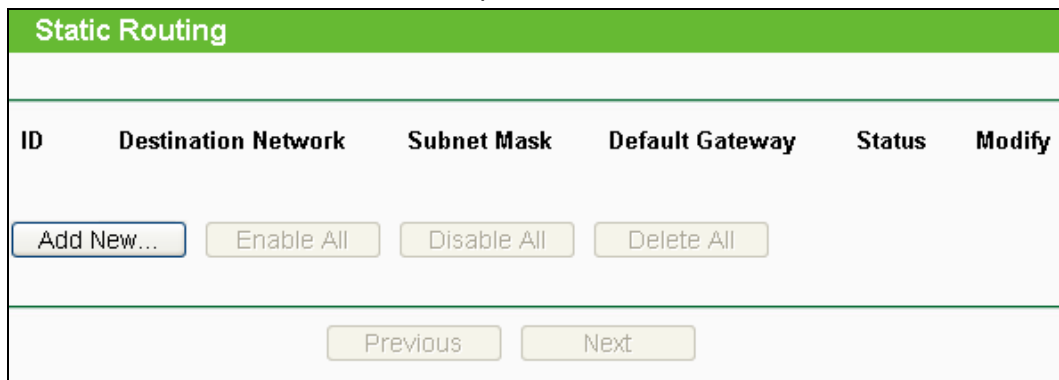 Static Routing
ID Destination Network Subnet Mask Default Gateway Status Modify
Add New... Enable All Disable All Delete All
Previous Next